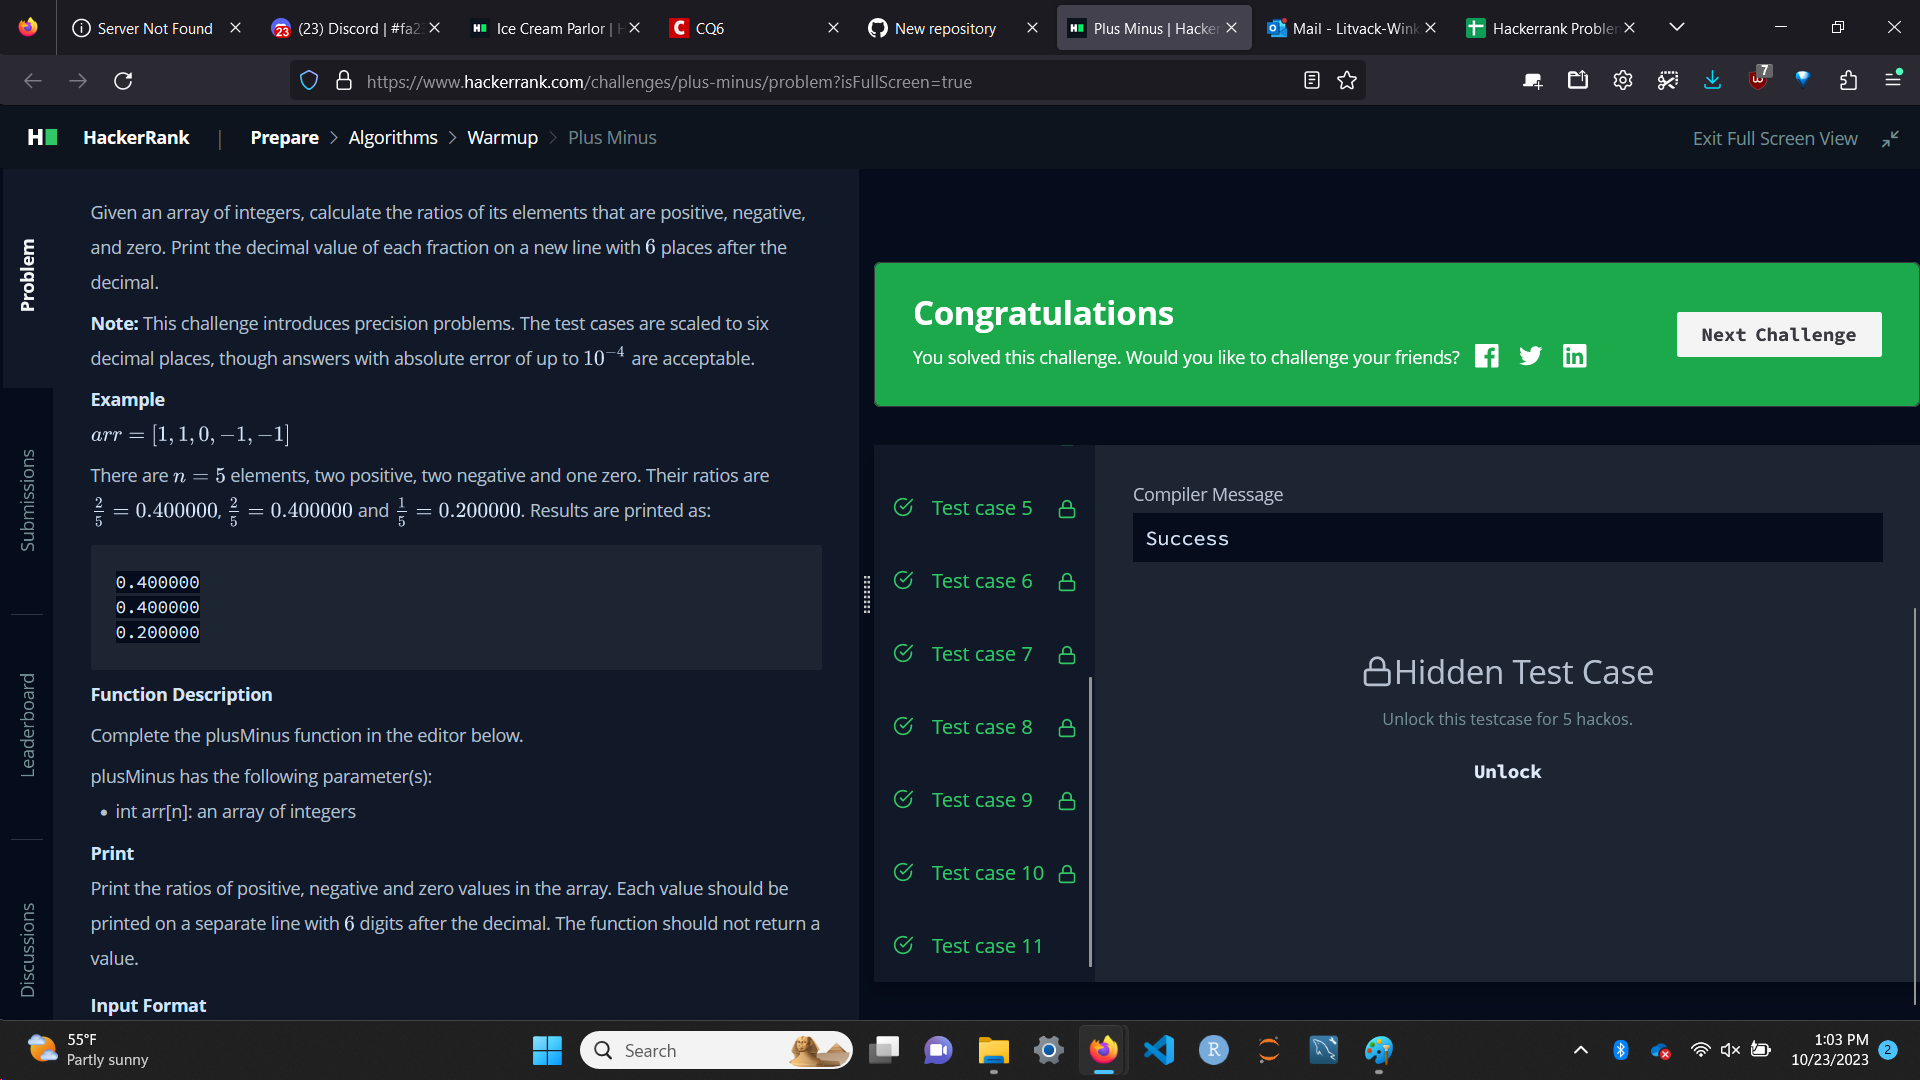 Server Not Found
(23) Discord | #fa2
Ice Cream Parlor | H
CQ6
New repository
Plus Minus | Hacker
Mail - Litvack-Wink
Hackerrank Problem
https://www.hackerrank.com/challenges/plus-minus/problem?isFullScreen=true
7
HackerRank | Prepare > Algorithms > Warmup > Plus Minus
Exit Full Screen View
Problem
Submissions
Leaderboard
Discussions
Given an array of integers, calculate the ratios of its elements that are positive, negative,
and zero. Print the decimal value of each fraction on a new line with 6 places after the
decimal.
Note: This challenge introduces precision problems. The test cases are scaled to six
decimal places, though answers with absolute error of up to 10⁻⁴ are acceptable.
Example
arr = [1, 1, 0, −1, −1]
There are n = 5 elements, two positive, two negative and one zero. Their ratios are
2/5 = 0.400000, 2/5 = 0.400000 and 1/5 = 0.200000. Results are printed as:
0.400000
0.400000
0.200000
Function Description
Complete the plusMinus function in the editor below.
plusMinus has the following parameter(s):
• int arr[n]: an array of integers
Print
Print the ratios of positive, negative and zero values in the array. Each value should be
printed on a separate line with 6 digits after the decimal. The function should not return a
value.
Input Format
Congratulations
You solved this challenge. Would you like to challenge your friends?
Next Challenge
Test case 5
Test case 6
Test case 7
Test case 8
Test case 9
Test case 10
Test case 11
Compiler Message
Success
Hidden Test Case
Unlock this testcase for 5 hackos.
Unlock
55°F
Partly sunny
Search
1:03 PM
10/23/2023
2